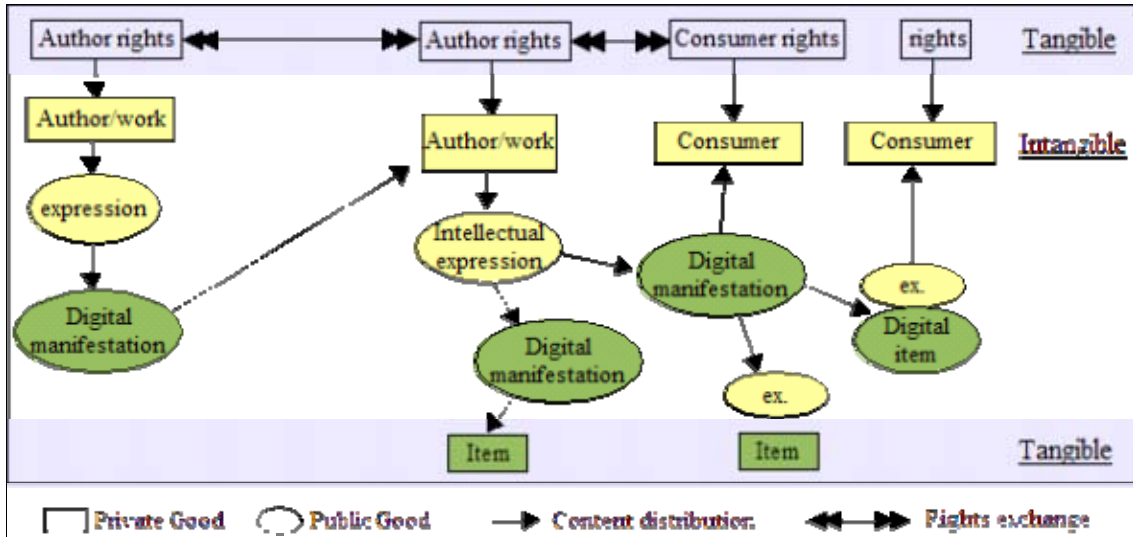 Author rights
Author rights
Consumer rights
rights
Tangible
Author/work
Author/work
Consumer
Consumer
Intangible
expression
Intellectual
expression
Digital
manifestation
ex.
Digital
item
Digital
manifestation
Digital
manifestation
ex.
Item
Item
Tangible
Private Good
Public Good
Content distribution
Rights exchange